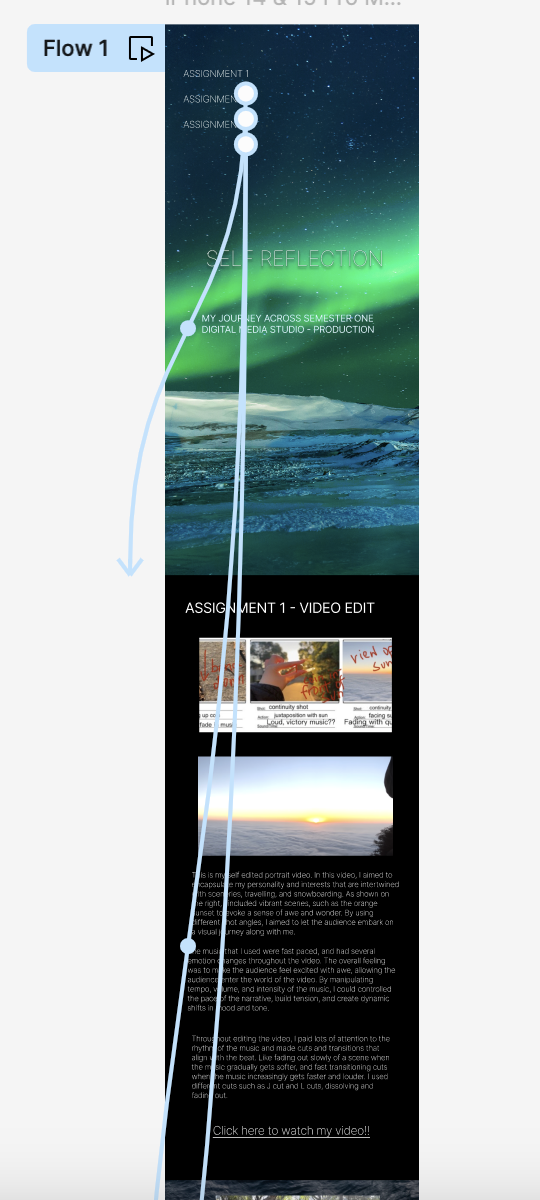 iPhone 14 & 15 Pro M...
Flow 1
ASSIGNMENT 1
ASSIGNMEN
ASSIGNMEN
SELF REFLECTION
MY JOURNEY ACROSS SEMESTER ONE
DIGITAL MEDIA STUDIO - PRODUCTION
ASSIGNMENT 1 - VIDEO EDIT
view of
sun
Shot: continuity shot
Shot: continuity
up
Action: juxtaposition with sun
Action: facing su
Loud, victory music??
Fading with qu
This is my self edited portrait video. In this video, I aimed to
encapsulate my personality and interests that are intertwined
with sceneries, travelling, and snowboarding. As shown on
the right, I included vibrant scenes, such as the orange
sunset to evoke a sense of awe and wonder. By using
different shot angles, I aimed to let the audience embark on
a visual journey along with me.
The music that I used were fast paced, and had several
emotion changes throughout the video. The overall feeling
was to make the audience feel excited with awe, allowing the
audience enter the world of the video. By manipulating
tempo, volume, and intensity of the music, I could controlled
the pace of the narrative, build tension, and create dynamic
shifts in mood and tone.
Throughout editing the video, I paid lots of attention to the
rhythm of the music and made cuts and transitions that
align with the beat. Like fading out slowly of a scene when
the music gradually gets softer, and fast transitioning cuts
when the music increasingly gets faster and louder. I used
different cuts such as J cut and L cuts, dissolving and
fading out.
Click here to watch my video!!